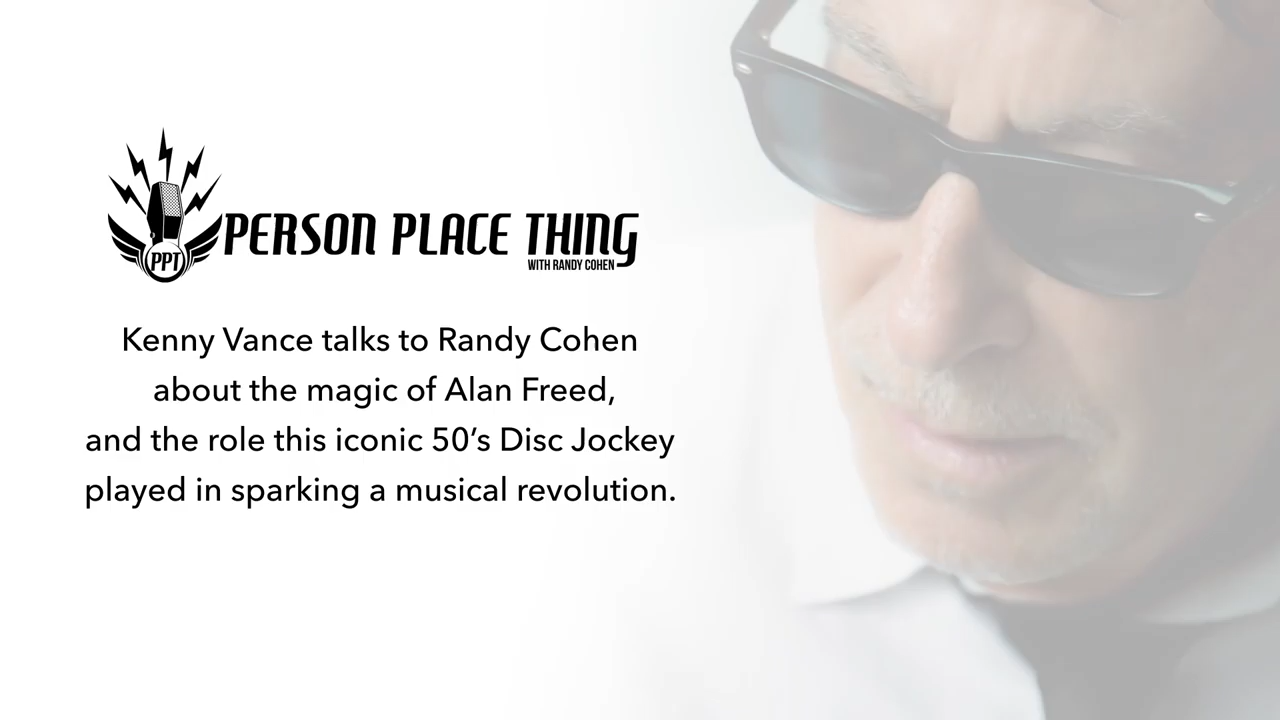 PPT
PERSON PLACE THING
WITH RANDY COHEN
Kenny Vance talks to Randy Cohen
about the magic of Alan Freed,
and the role this iconic 50’s Disc Jockey
played in sparking a musical revolution.